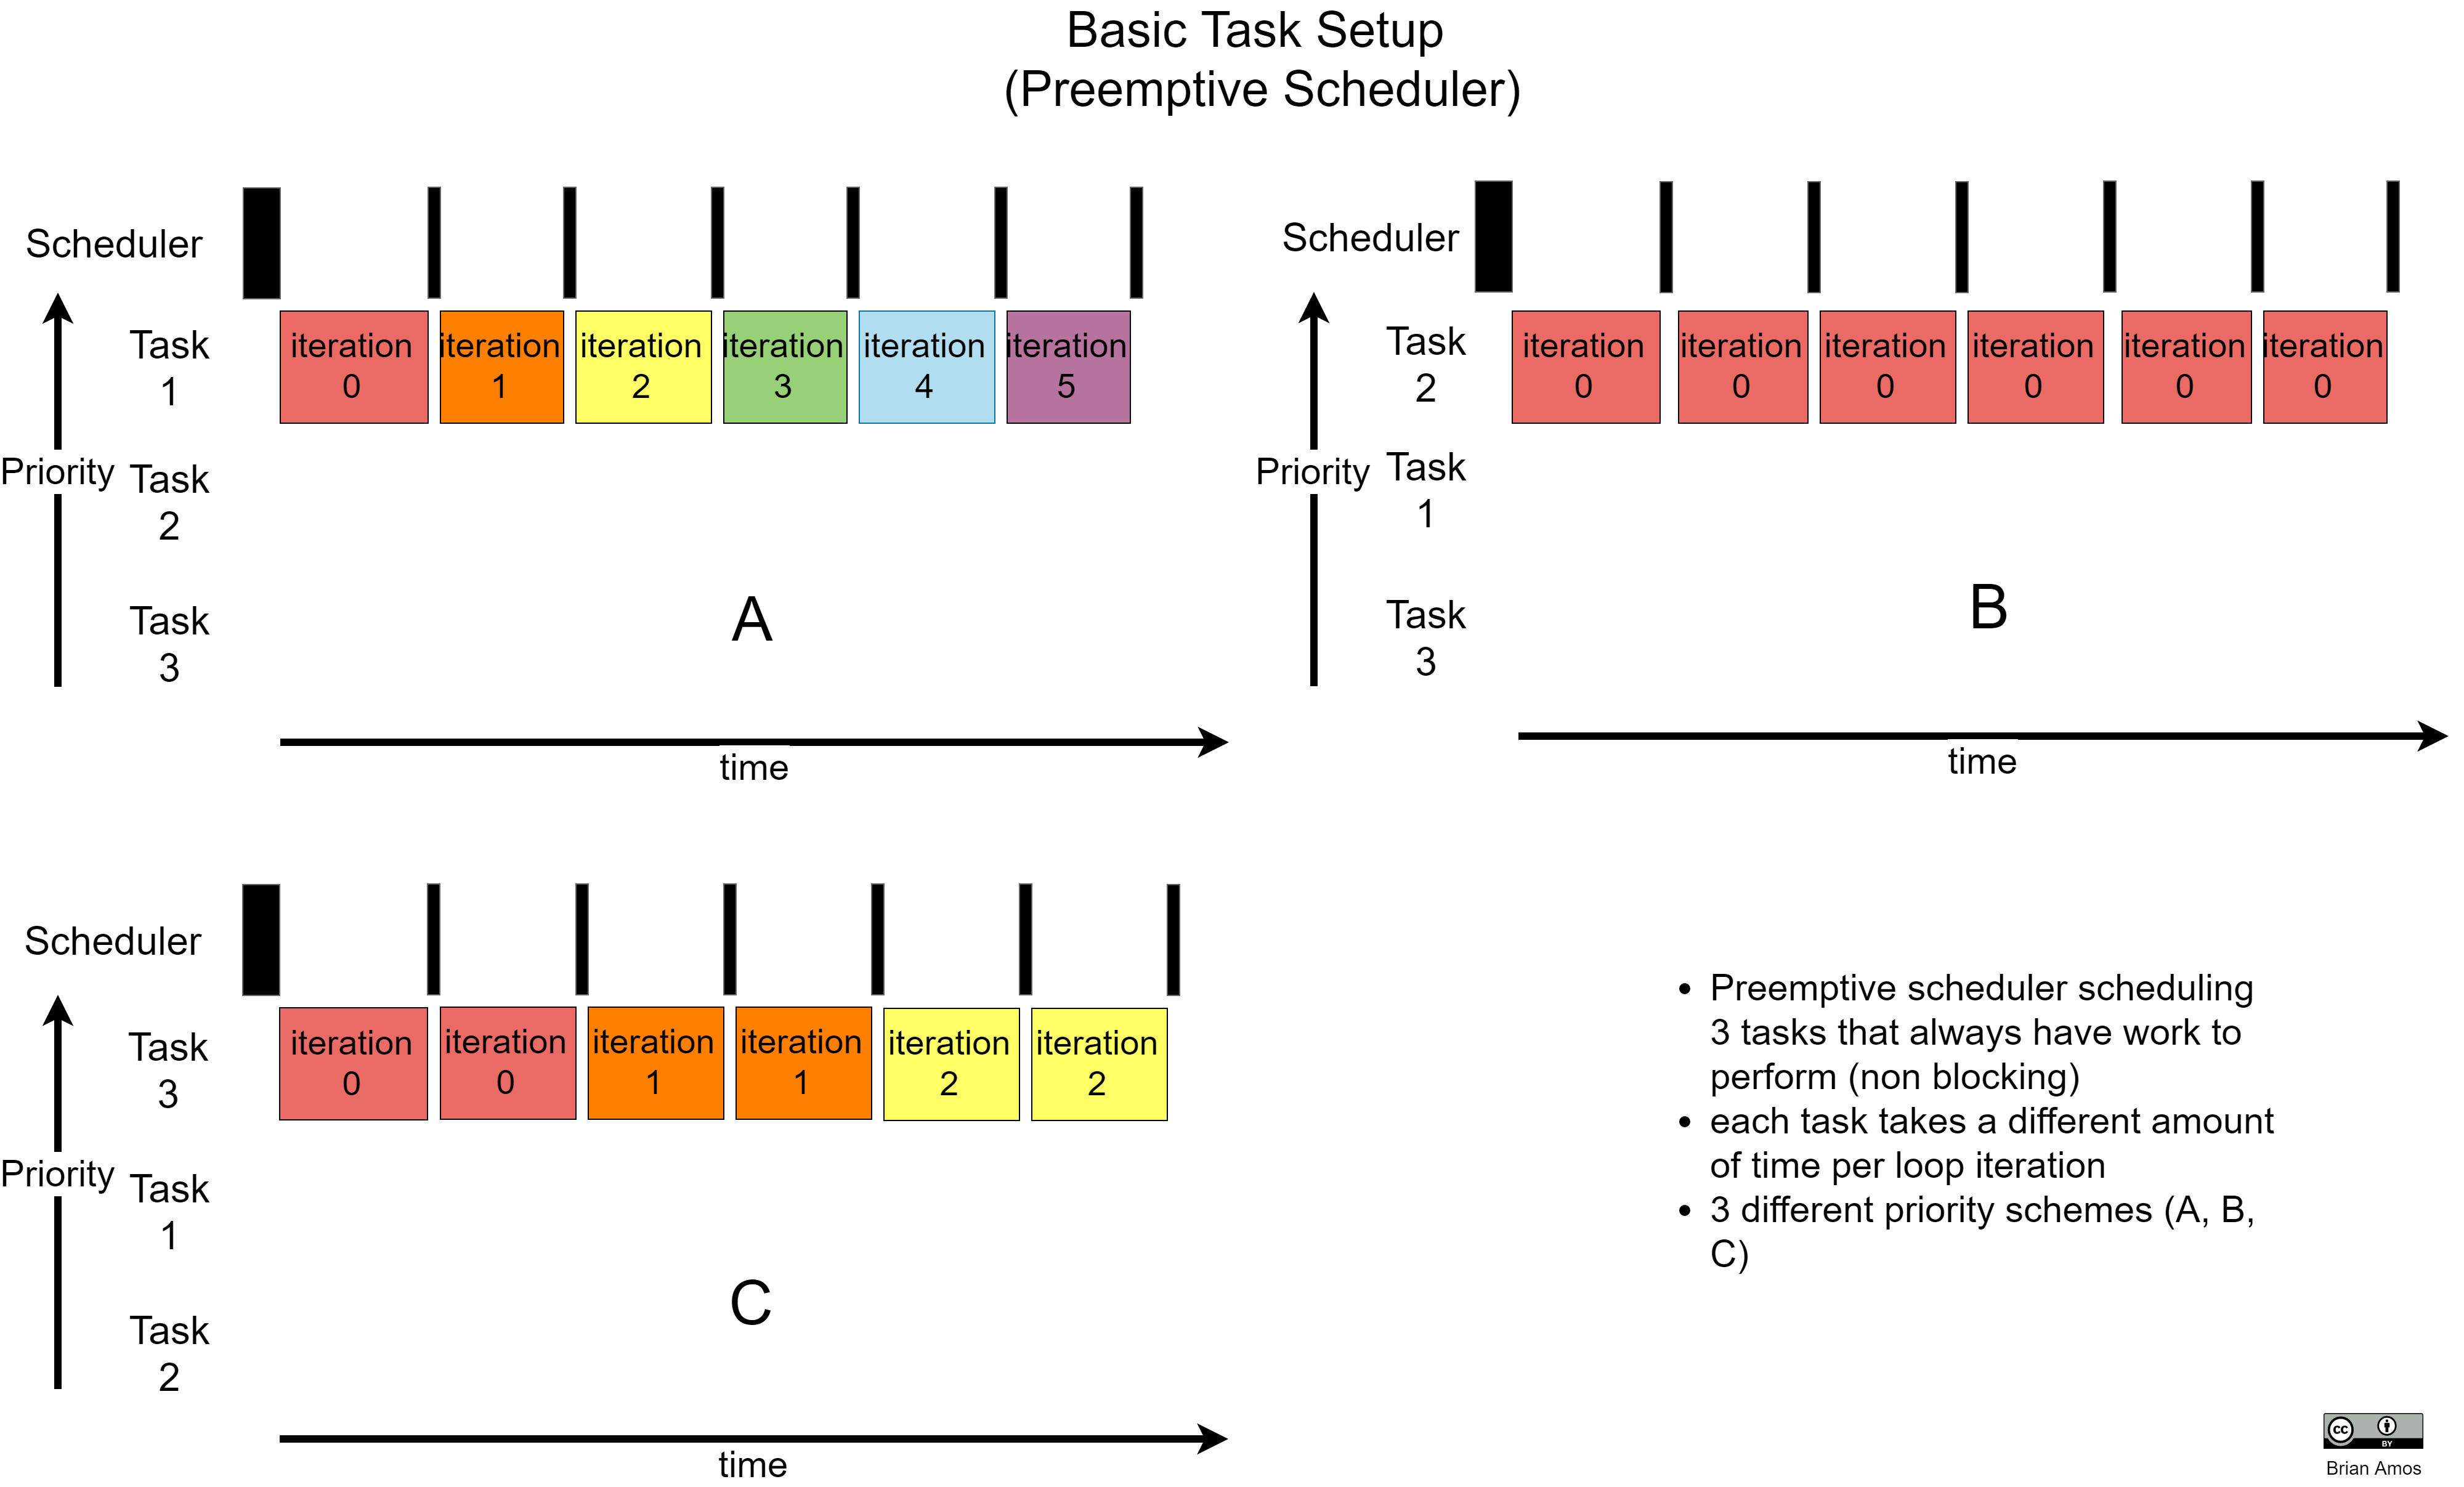 Basic Task Setup
(Preemptive Scheduler)
Scheduler
Task
1
iteration
0
iteration
1
iteration
2
iteration
3
iteration
4
iteration
5
Priority
Task
2
Task
3
A
time
Scheduler
Task
2
iteration
0
iteration
0
iteration
0
iteration
0
iteration
0
iteration
0
Priority
Task
1
Task
3
B
time
Scheduler
Task
3
iteration
0
iteration
0
iteration
1
iteration
1
iteration
2
iteration
2
Priority
Task
1
Task
2
C
time
• Preemptive scheduler scheduling
3 tasks that always have work to
perform (non blocking)
• each task takes a different amount
of time per loop iteration
• 3 different priority schemes (A, B,
C)
cc
BY
Brian Amos